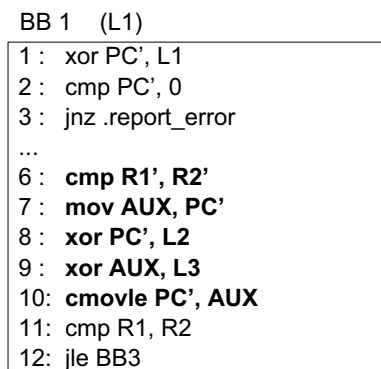 BB 1 (L1)
1 : xor PC’, L1
2 : cmp PC’, 0
3 : jnz .report_error
...
6 : cmp R1’, R2’
7 : mov AUX, PC’
8 : xor PC’, L2
9 : xor AUX, L3
10: cmovle PC’, AUX
11: cmp R1, R2
12: jle BB3